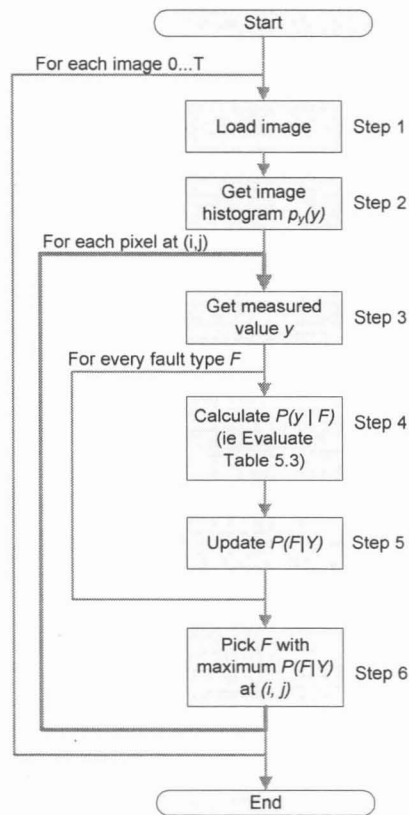 Start
For each image 0...T
Load image
Step 1
Get image
histogram p_y(y)
Step 2
For each pixel at (i,j)
Get measured
value y
Step 3
For every fault type F
Calculate P(y | F)
(ie Evaluate
Table 5.3)
Step 4
Update P(F|Y)
Step 5
Pick F with
maximum P(F|Y)
at (i, j)
Step 6
End